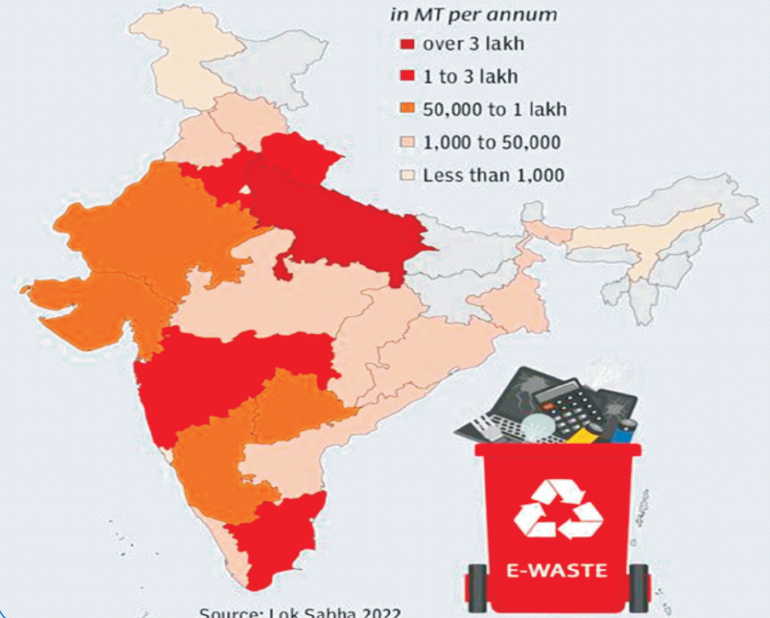 in MT per annum
over 3 lakh
1 to 3 lakh
50,000 to 1 lakh
1,000 to 50,000
Less than 1,000
E-WASTE
Source: Lok Sabha 2022